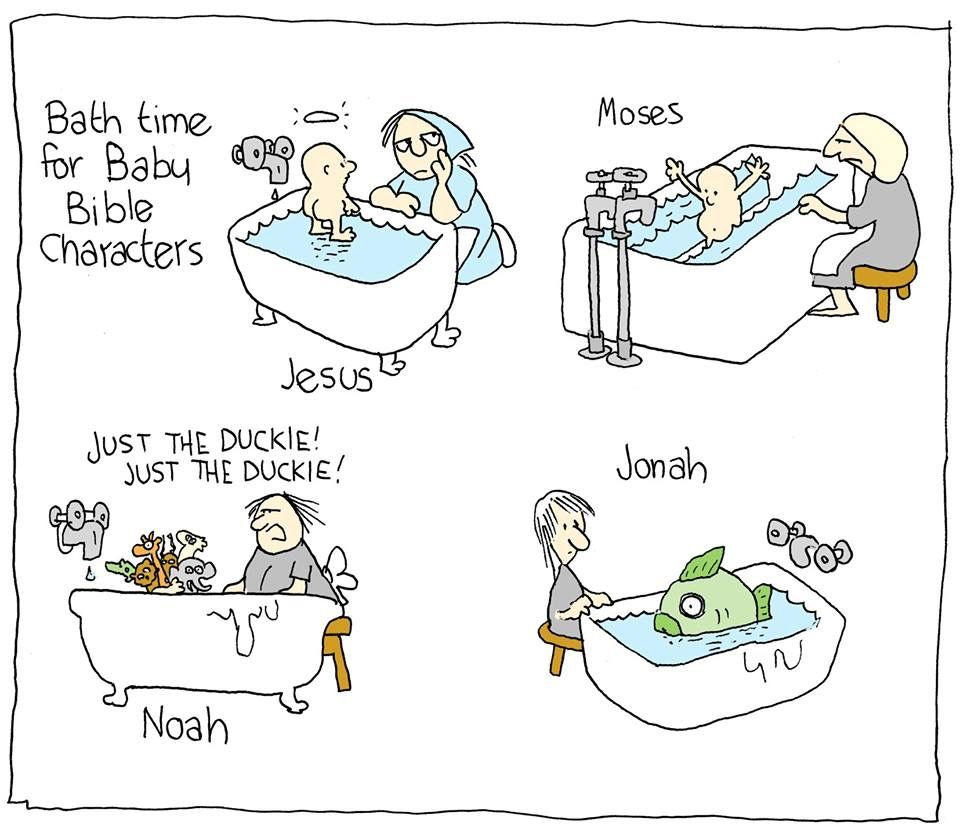 Bath time
for Baby
Bible
Characters
Jesus
Moses
JUST THE DUCKIE!
JUST THE DUCKIE!
Noah
Jonah